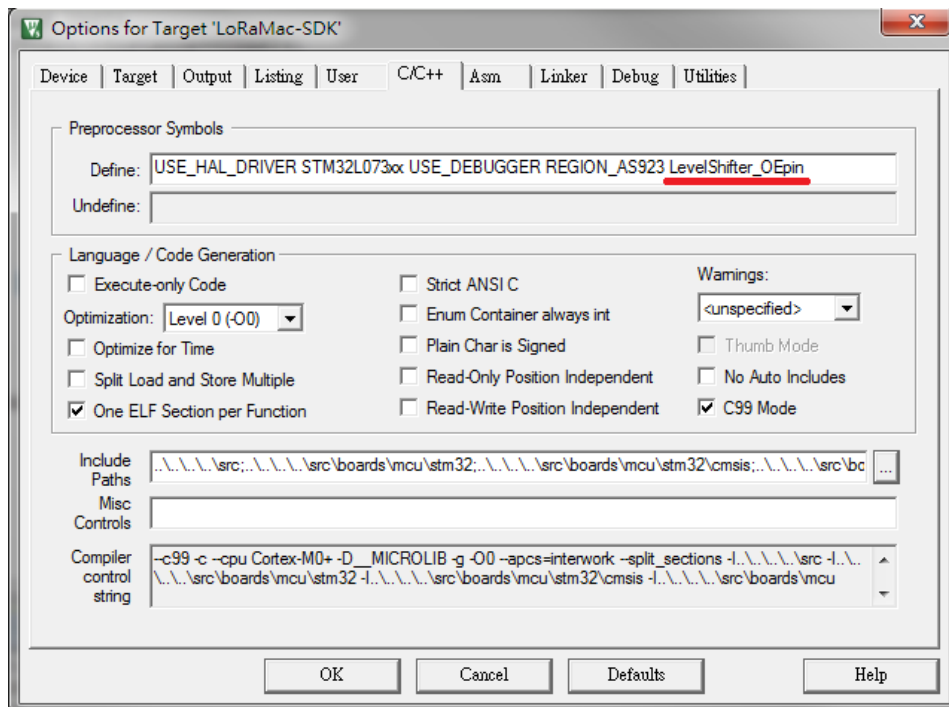 Options for Target 'LoRaMac-SDK'
Device Target Output Listing User C/C++ Asm Linker Debug Utilities
Preprocessor Symbols
Define: USE_HAL_DRIVER STM32L073xx USE_DEBUGGER REGION_AS923 LevelShifter_OEpin
Undefine:
Language / Code Generation
Execute-only Code
Optimization: Level 0 (-O0)
Optimize for Time
Split Load and Store Multiple
One ELF Section per Function
Strict ANSI C
Enum Container always int
Plain Char is Signed
Read-Only Position Independent
Read-Write Position Independent
Warnings:
<unspecified>
Thumb Mode
No Auto Includes
C99 Mode
Include
Paths
..\..\..\..\src;..\..\..\..\src\boards\mcu\stm32;..\..\..\..\src\boards\mcu\stm32\cmsis;..\..\..\..\src\bo
...
Misc
Controls
Compiler
control
string
--c99 -c --cpu Cortex-M0+ -D__MICROLIB -g -O0 --apcs=interwork --split_sections -I..\..\..\..\src -I..\..
\..\..\src\boards\mcu\stm32 -I..\..\..\..\src\boards\mcu\stm32\cmsis -I..\..\..\..\src\boards\mcu
OK Cancel Defaults Help